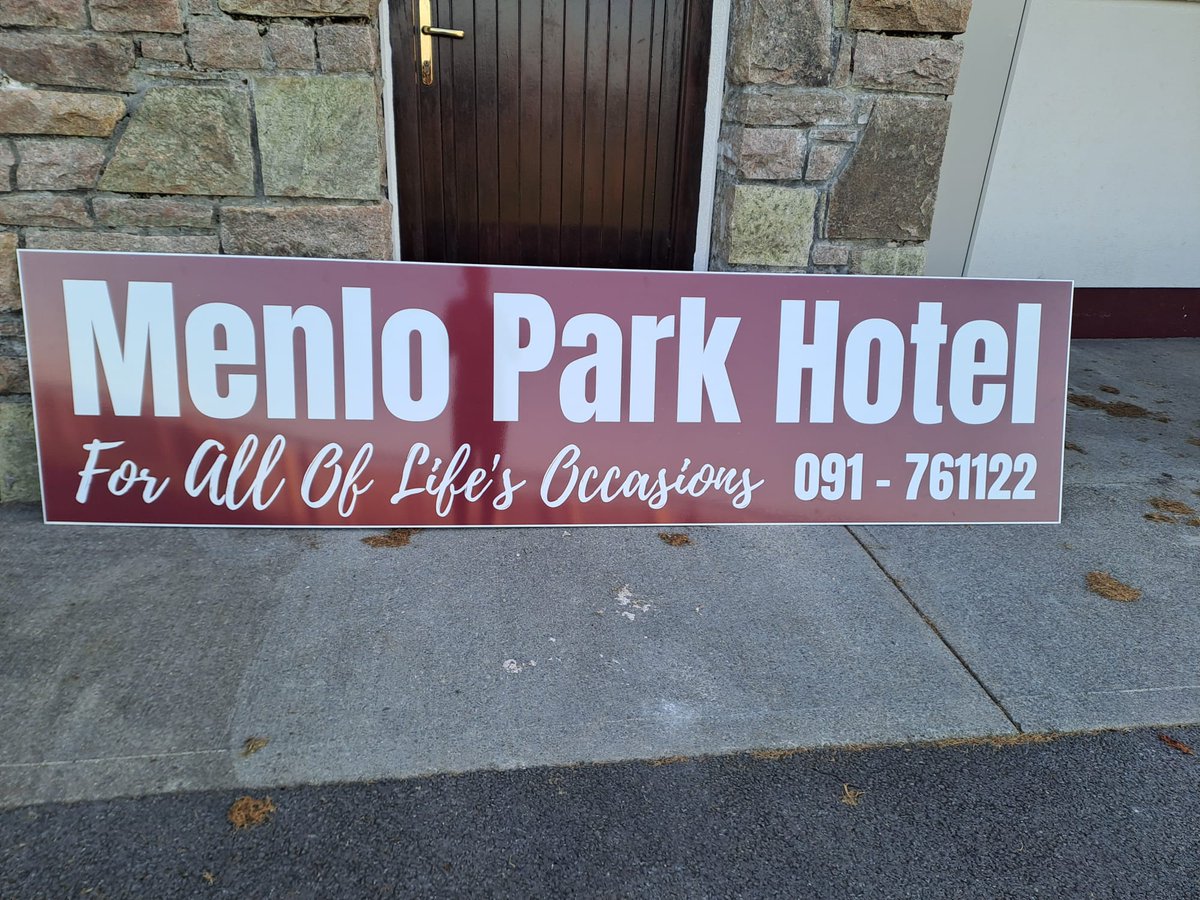 Menlo Park Hotel
For All Of Life's Occasions 091 - 761122